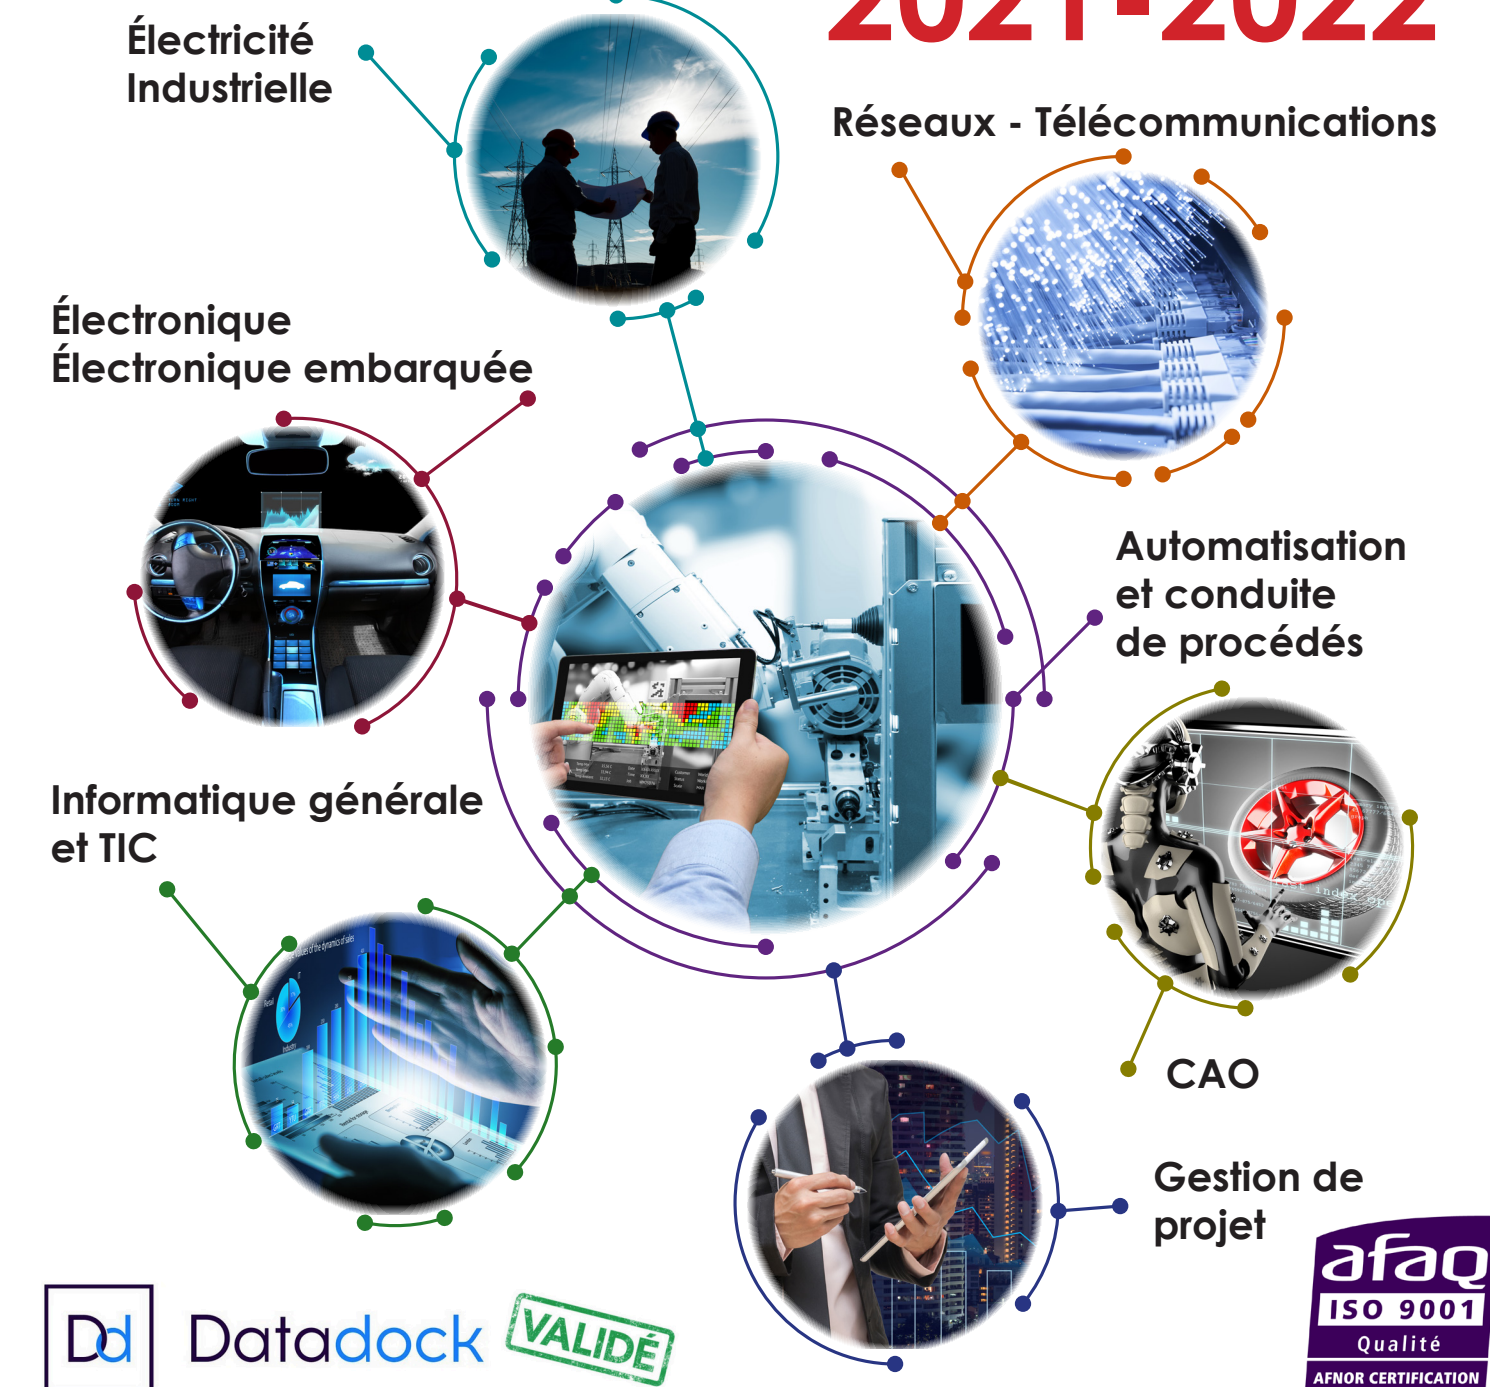 2021-2022
Électricité
Industrielle
Réseaux - Télécommunications
Électronique
Électronique embarquée
Automatisation
et conduite
de procédés
Informatique générale
et TIC
CAO
Gestion de
projet
Dd Datadock
VALIDÉ
afaq
ISO 9001
Qualité
AFNOR CERTIFICATION